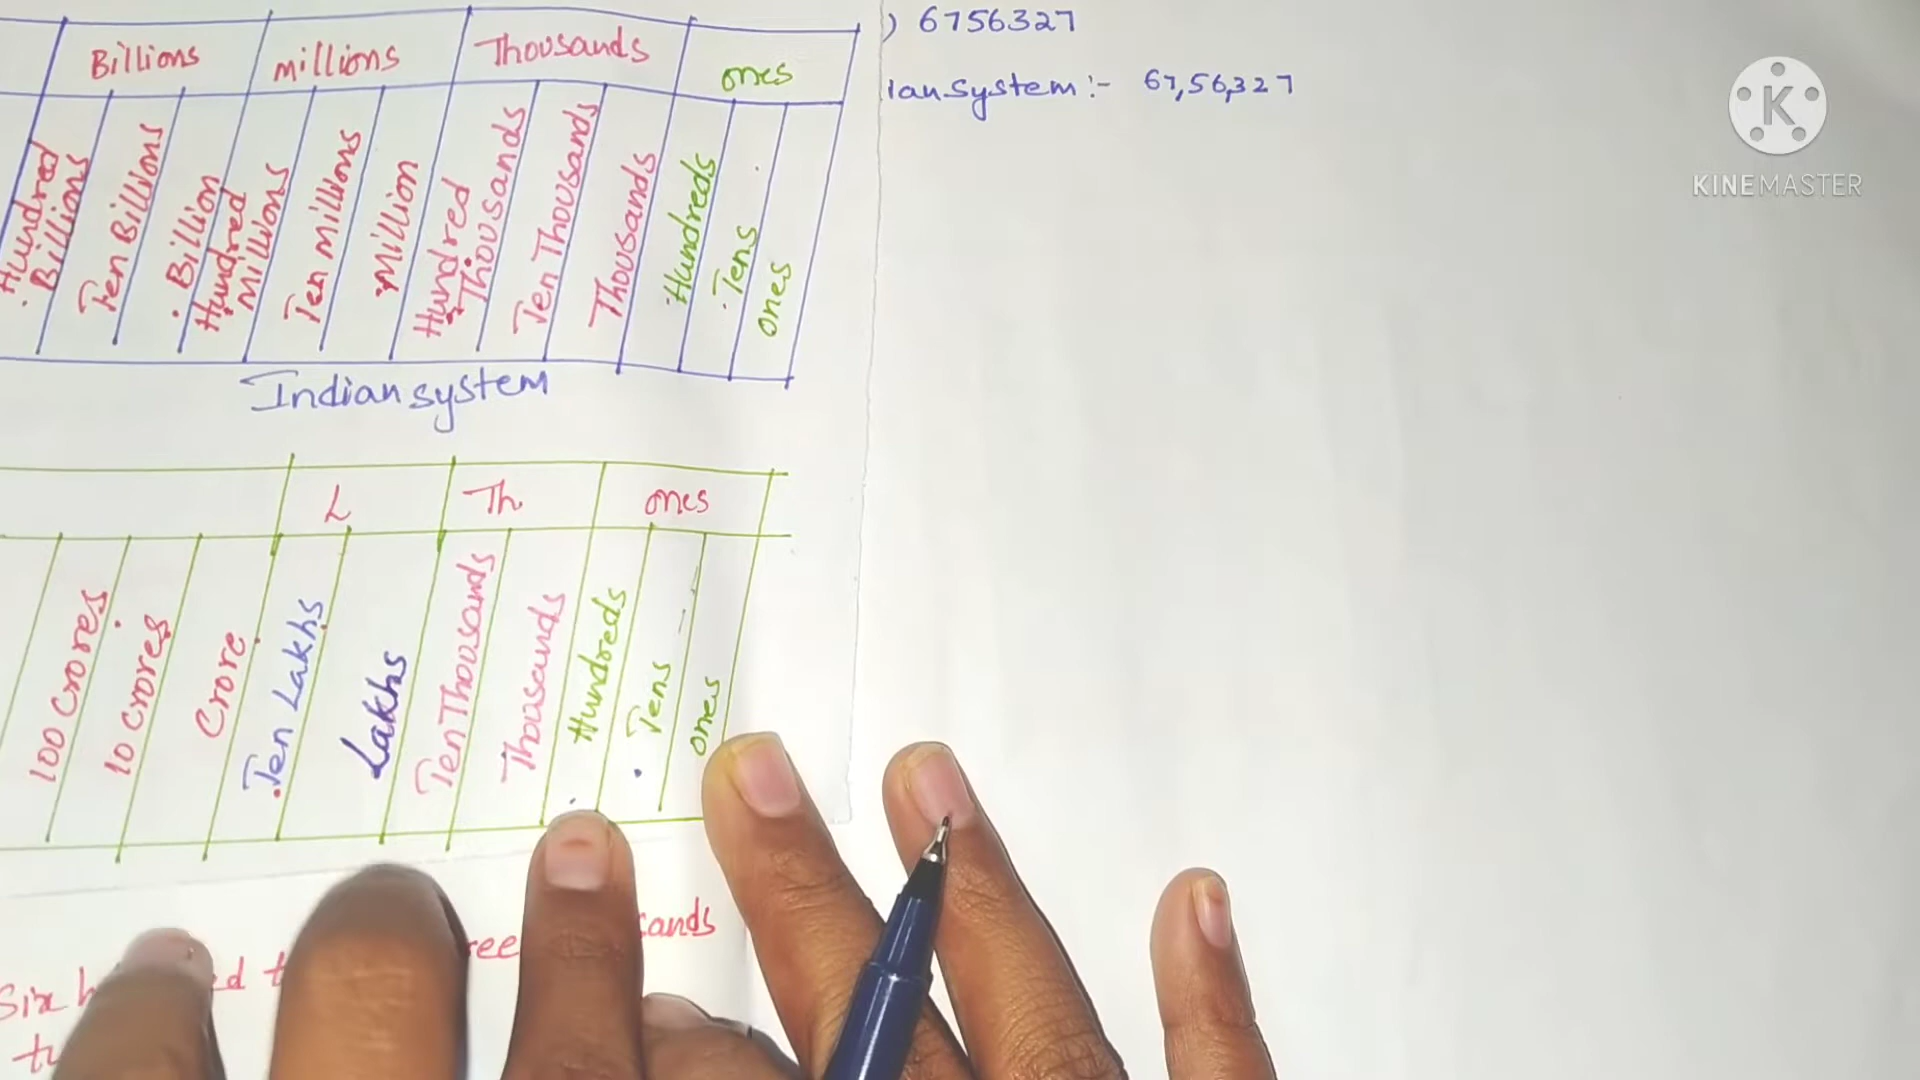 Billions millions Thousands ones
Hundred Billions Ten Billions Billion Hundred Millions Ten Millions Million Hundred Thousands Ten Thousands Thousands Hundreds Tens ones
Indian system
L Th ones
100 Crores 10 Crores Crore Ten Lakhs Lakhs Ten Thousands Thousands Hundreds Tens ones
Six
) 6756327
ian system :- 67,56,327
K
KINEMASTER